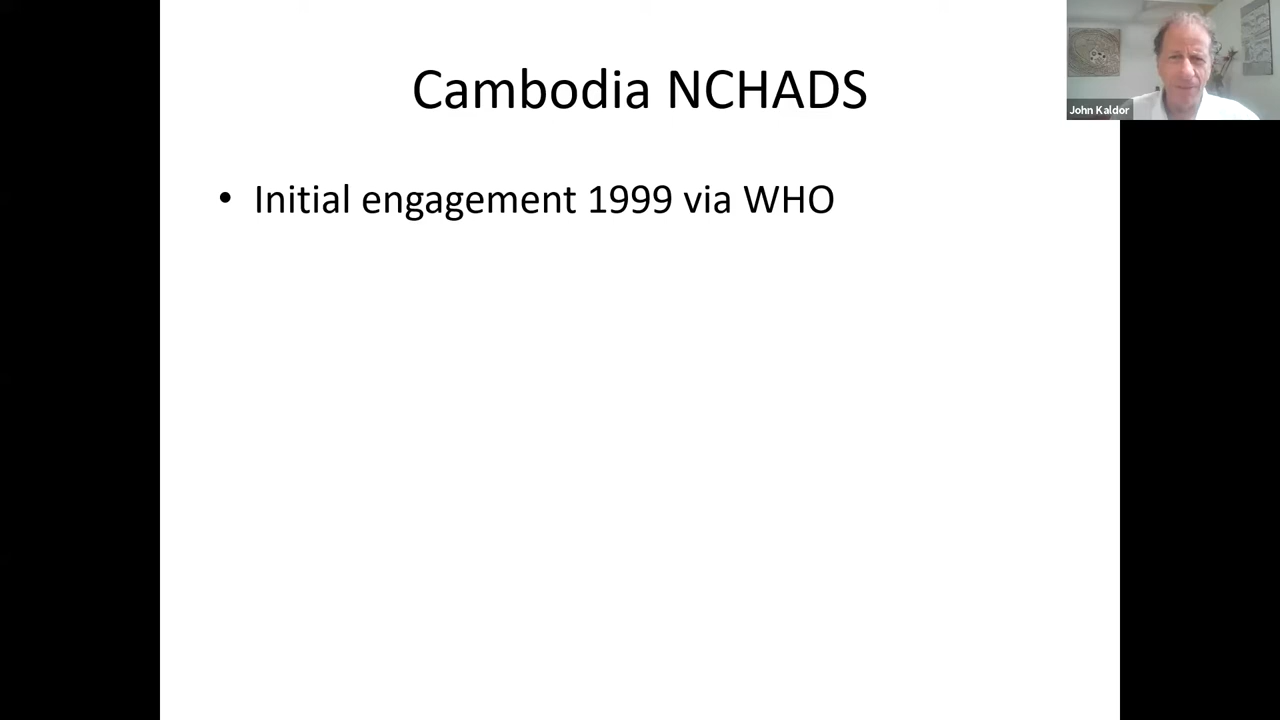 Cambodia NCHADS
John Kaldor
• Initial engagement 1999 via WHO